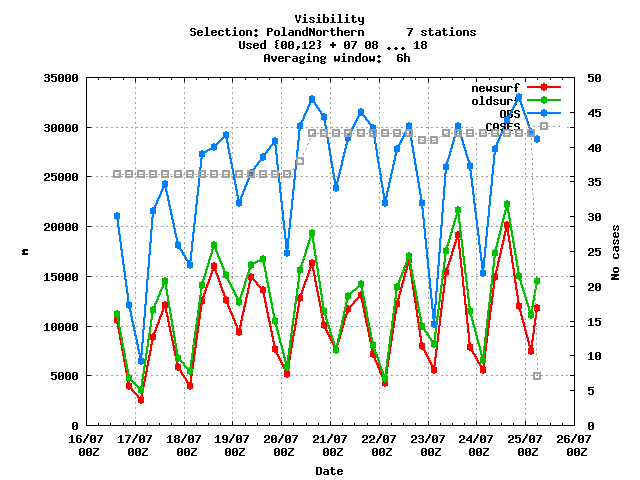 Visibility
Selection: PolandNorthern 7 stations
Used {00,12} + 07 08 ... 18
Averaging window: 6h
newsurf
oldsurf
OBS
CASES
35000
30000
25000
20000
15000
10000
5000
0
m
50
45
40
35
30
25
20
15
10
5
0
No cases
16/07 17/07 18/07 19/07 20/07 21/07 22/07 23/07 24/07 25/07 26/07
00Z 00Z 00Z 00Z 00Z 00Z 00Z 00Z 00Z 00Z 00Z
Date